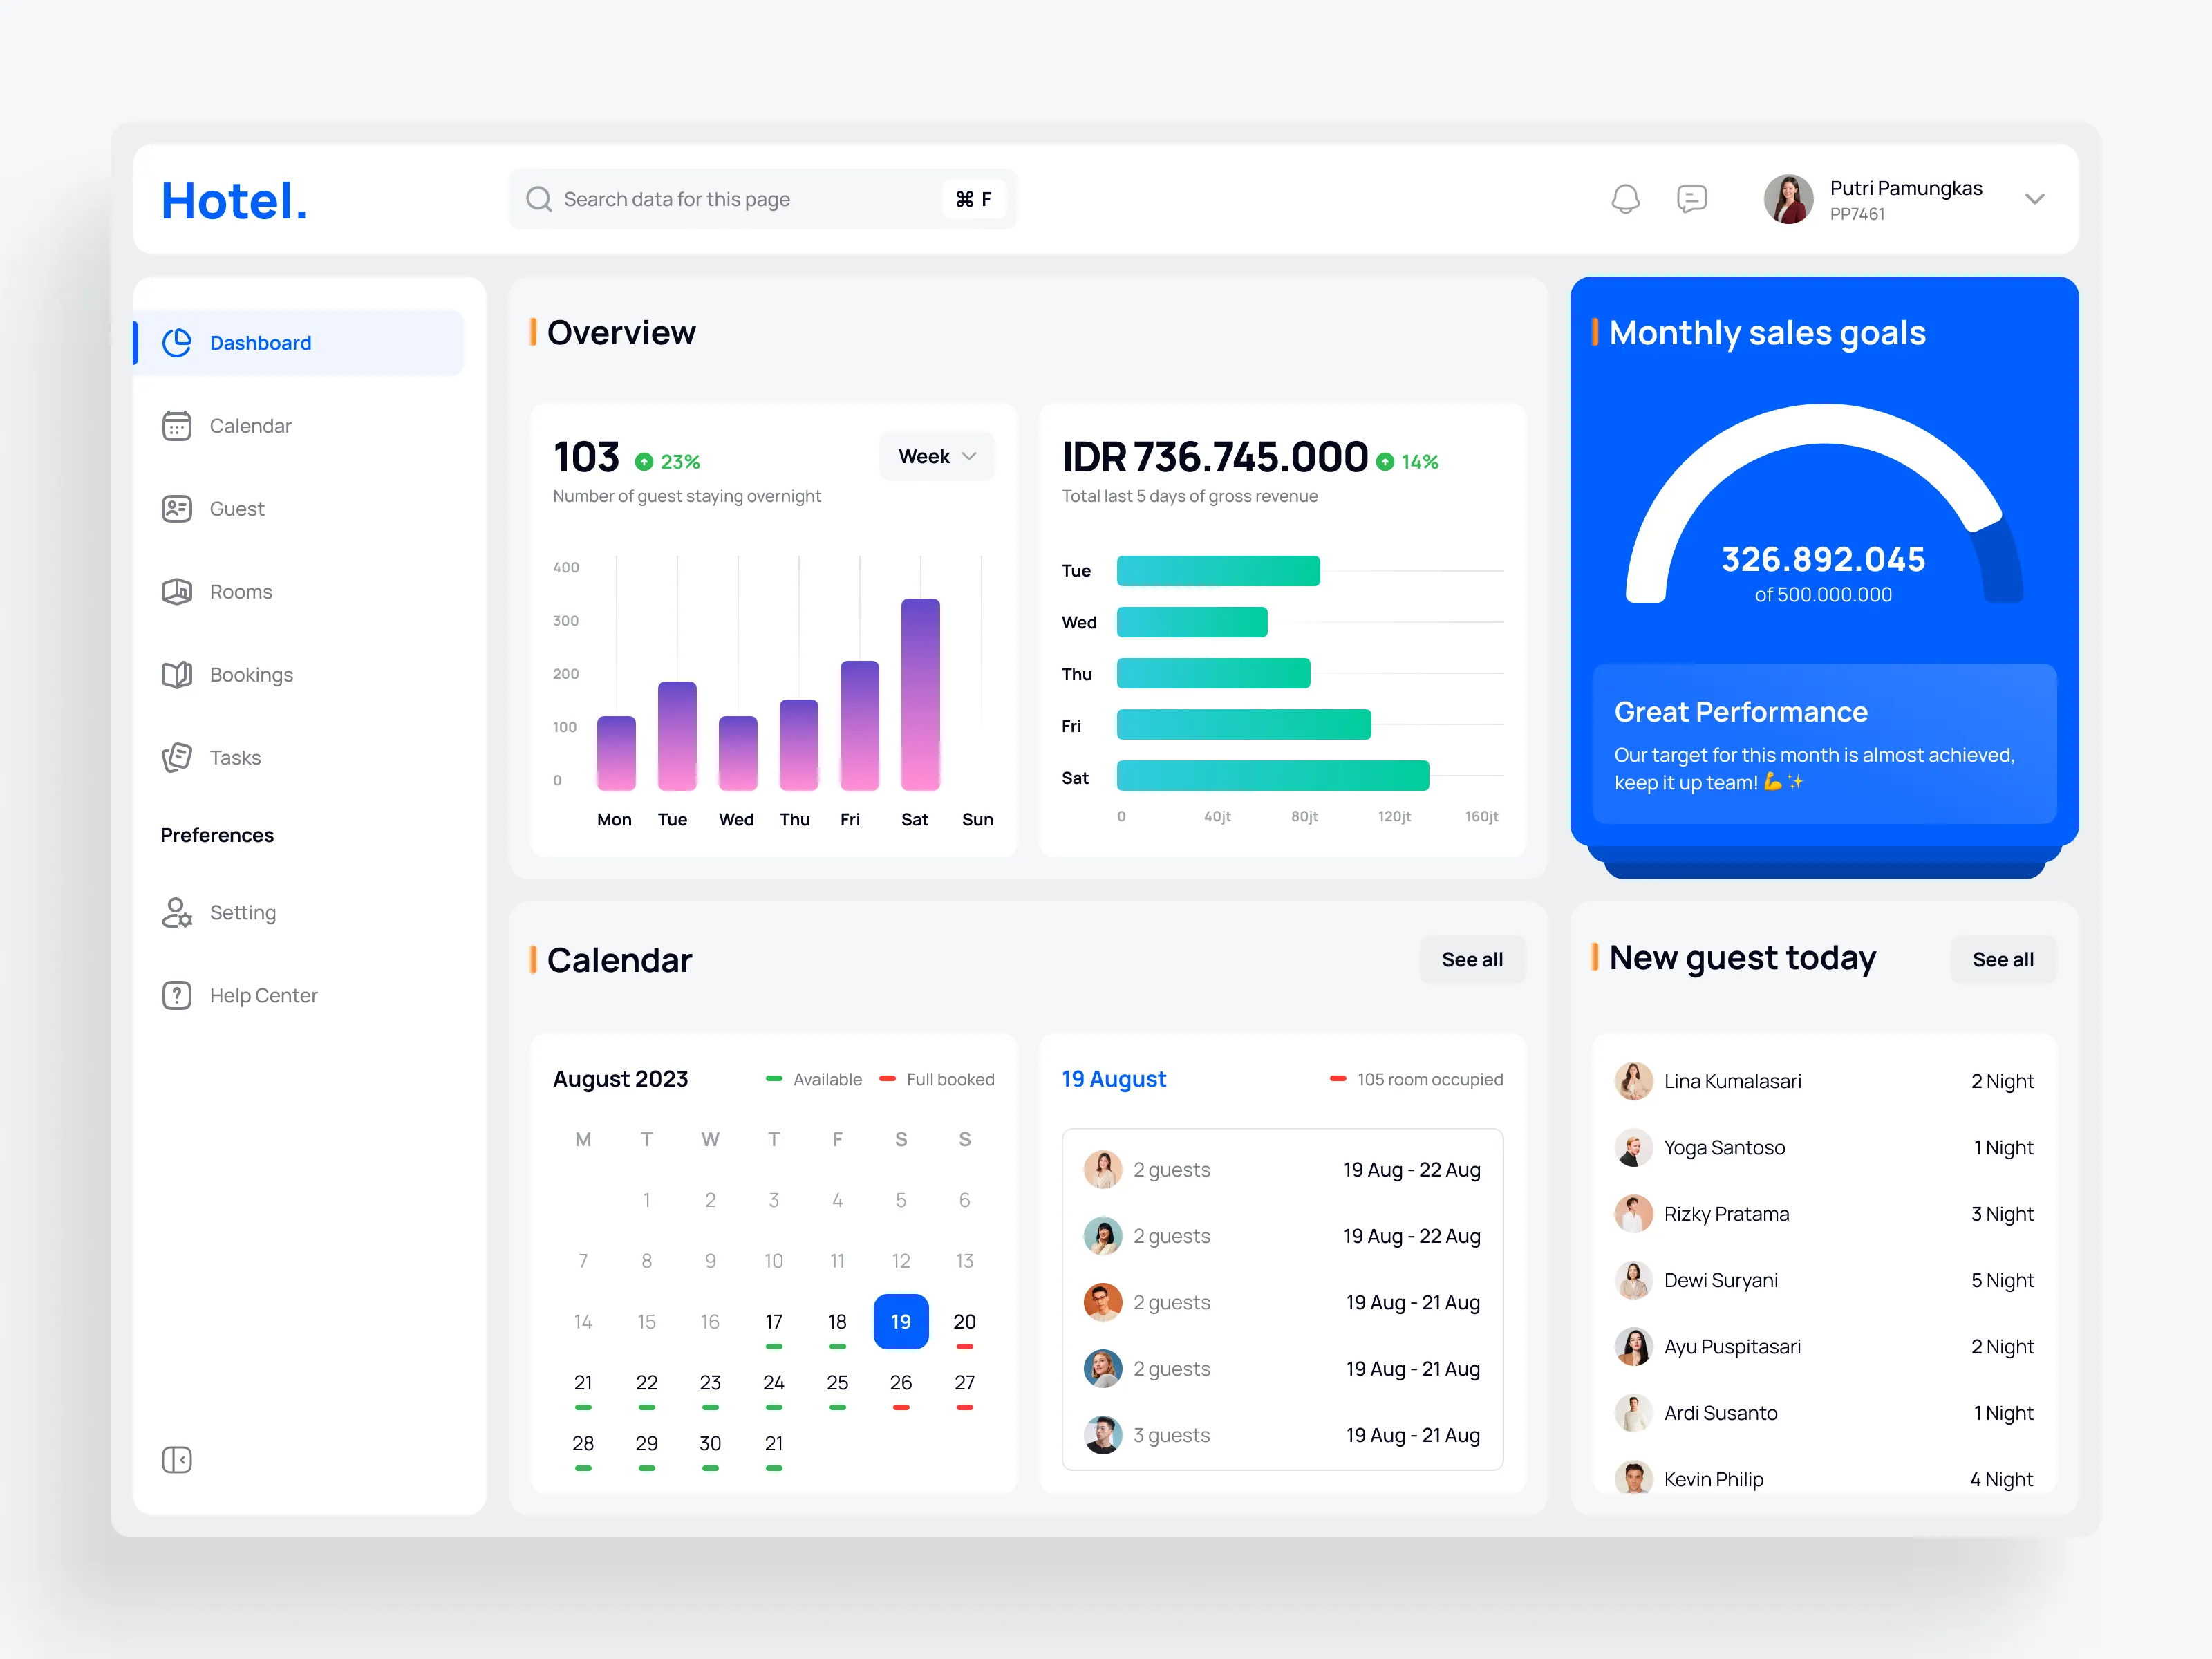 Hotel.
Search data for this page
⌘ F
Putri Pamungkas
PP7461
Dashboard
Calendar
Guest
Rooms
Bookings
Tasks
Preferences
Setting
Help Center
Overview
103 23%
Week
Number of guest staying overnight
400
300
200
100
0
Mon Tue Wed Thu Fri Sat Sun
IDR 736.745.000 14%
Total last 5 days of gross revenue
Tue
Wed
Thu
Fri
Sat
0 40jt 80jt 120jt 160jt
Monthly sales goals
326.892.045
of 500.000.000
Great Performance
Our target for this month is almost achieved,
keep it up team! 💪✨
Calendar
See all
August 2023
Available Full booked
M T W T F S S
1 2 3 4 5 6
7 8 9 10 11 12 13
14 15 16 17 18 19 20
21 22 23 24 25 26 27
28 29 30 21
19 August
105 room occupied
2 guests 19 Aug - 22 Aug
2 guests 19 Aug - 22 Aug
2 guests 19 Aug - 21 Aug
2 guests 19 Aug - 21 Aug
3 guests 19 Aug - 21 Aug
New guest today
See all
Lina Kumalasari 2 Night
Yoga Santoso 1 Night
Rizky Pratama 3 Night
Dewi Suryani 5 Night
Ayu Puspitasari 2 Night
Ardi Susanto 1 Night
Kevin Philip 4 Night